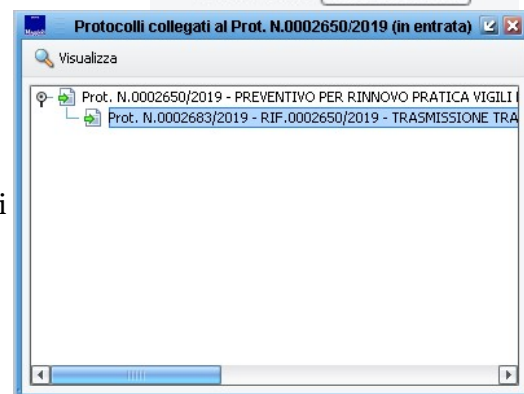 Protocolli collegati al Prot. N.0002650/2019 (in entrata)
Visualizza
Prot. N.0002650/2019 - PREVENTIVO PER RINNOVO PRATICA VIGILI
Prot. N.0002683/2019 - RIF.0002650/2019 - TRASMISSIONE TRA
i